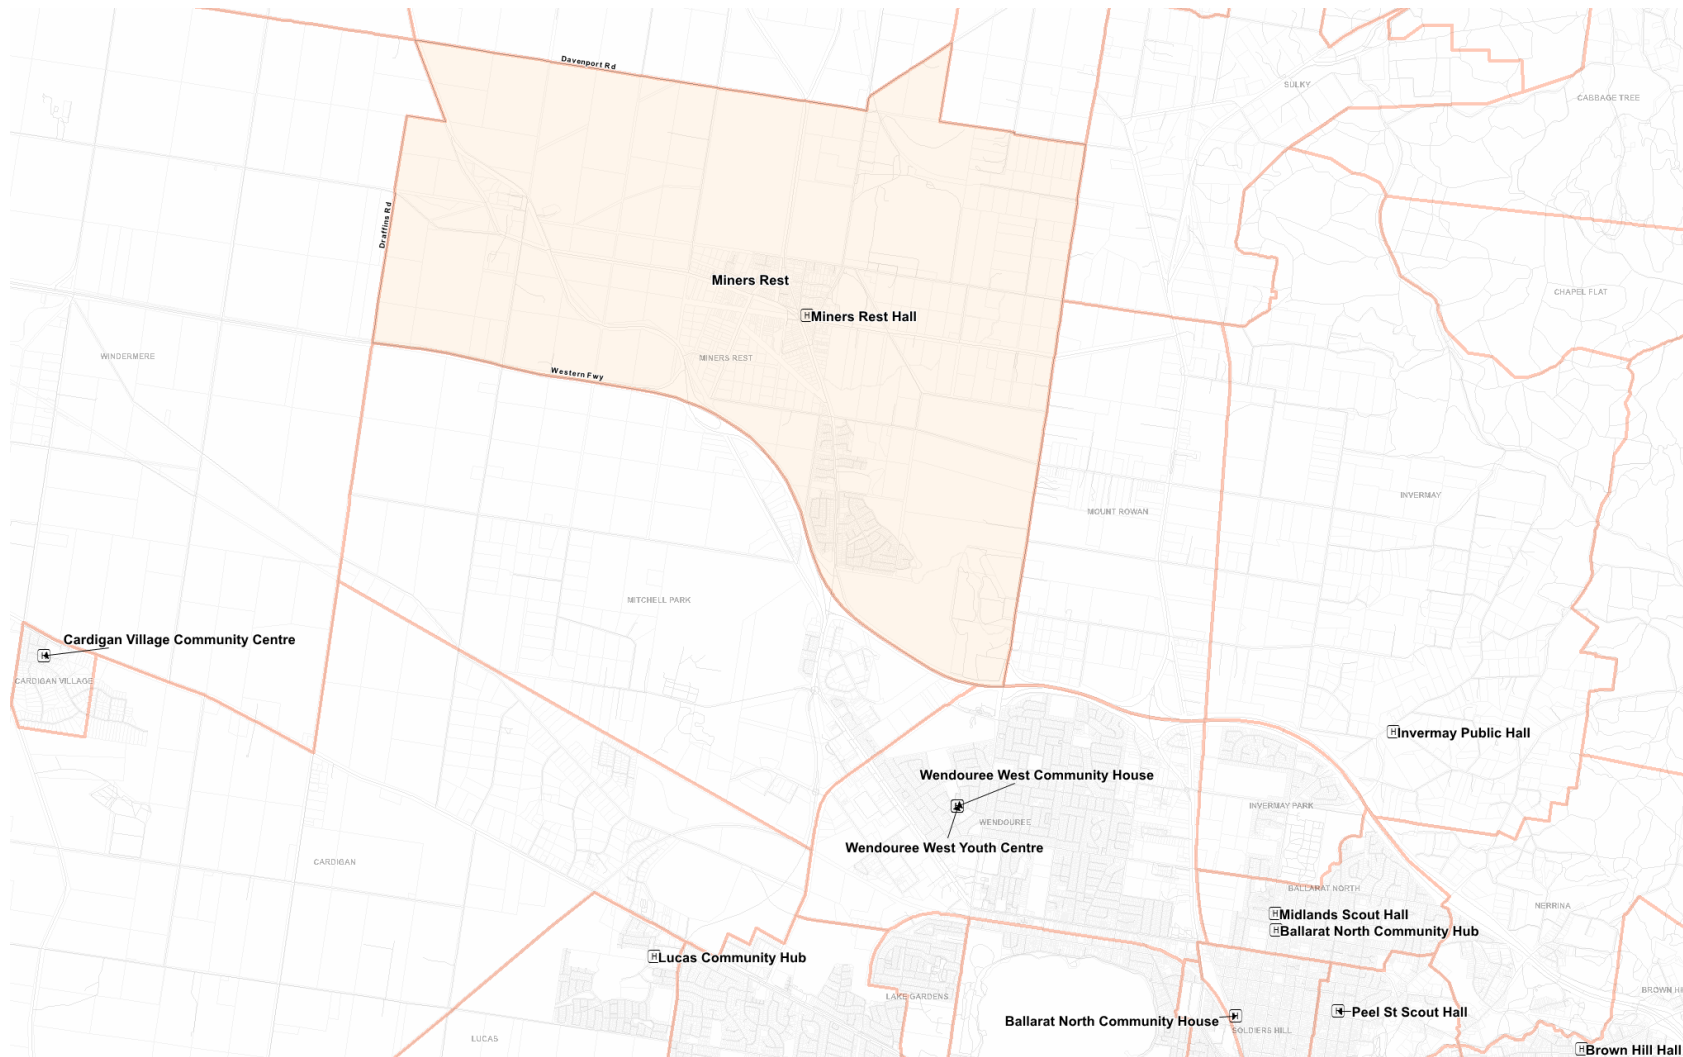 Davenport Rd
SULKY
CABBAGE TREE
Draffins Rd
Miners Rest
CHAPEL FLAT
H Miners Rest Hall
WINDERMERE
MINERS REST
Western Fwy
INVERMAY
MOUNT ROWAN
MITCHELL PARK
Cardigan Village Community Centre
H
CARDIGAN VILLAGE
H Invermay Public Hall
Wendouree West Community House
INVERMAY PARK
WENDOUREE
Wendouree West Youth Centre
CARDIGAN
BALLARAT NORTH
NERRINA
H Midlands Scout Hall
H Ballarat North Community Hub
H Lucas Community Hub
BROWN HI
LAKE GARDENS
H Peel St Scout Hall
Ballarat North Community House H
SOLDIERS HILL
LUCAS
H Brown Hill Hall